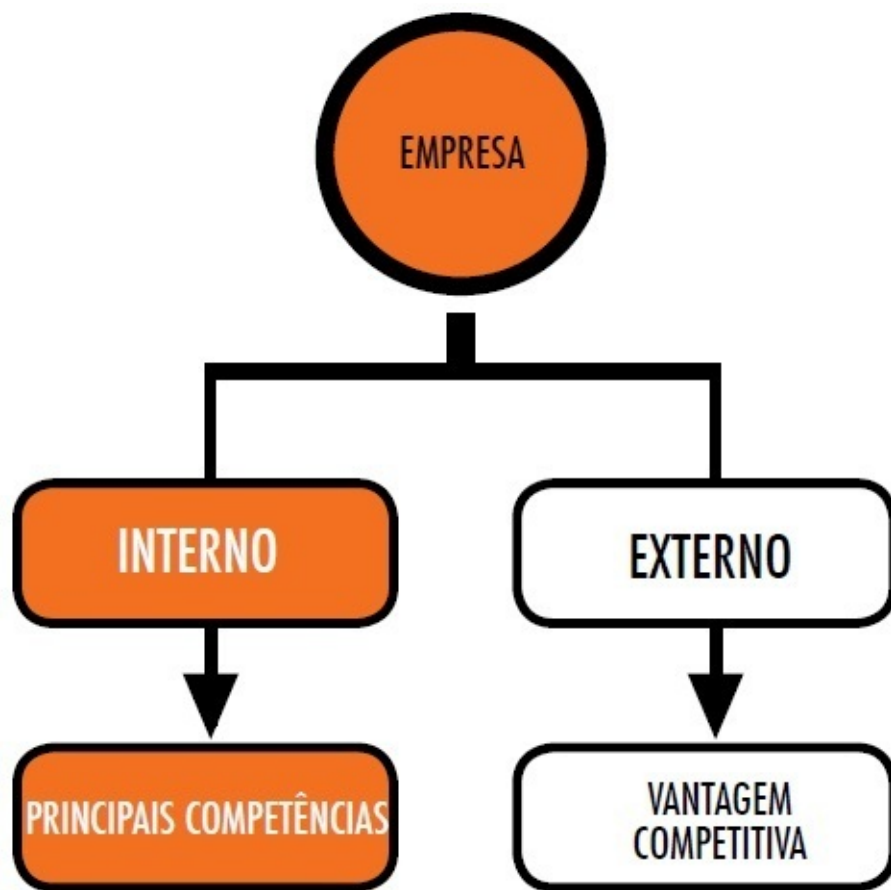 EMPRESA
INTERNO
EXTERNO
PRINCIPAIS COMPETÊNCIAS
VANTAGEM
COMPETITIVA